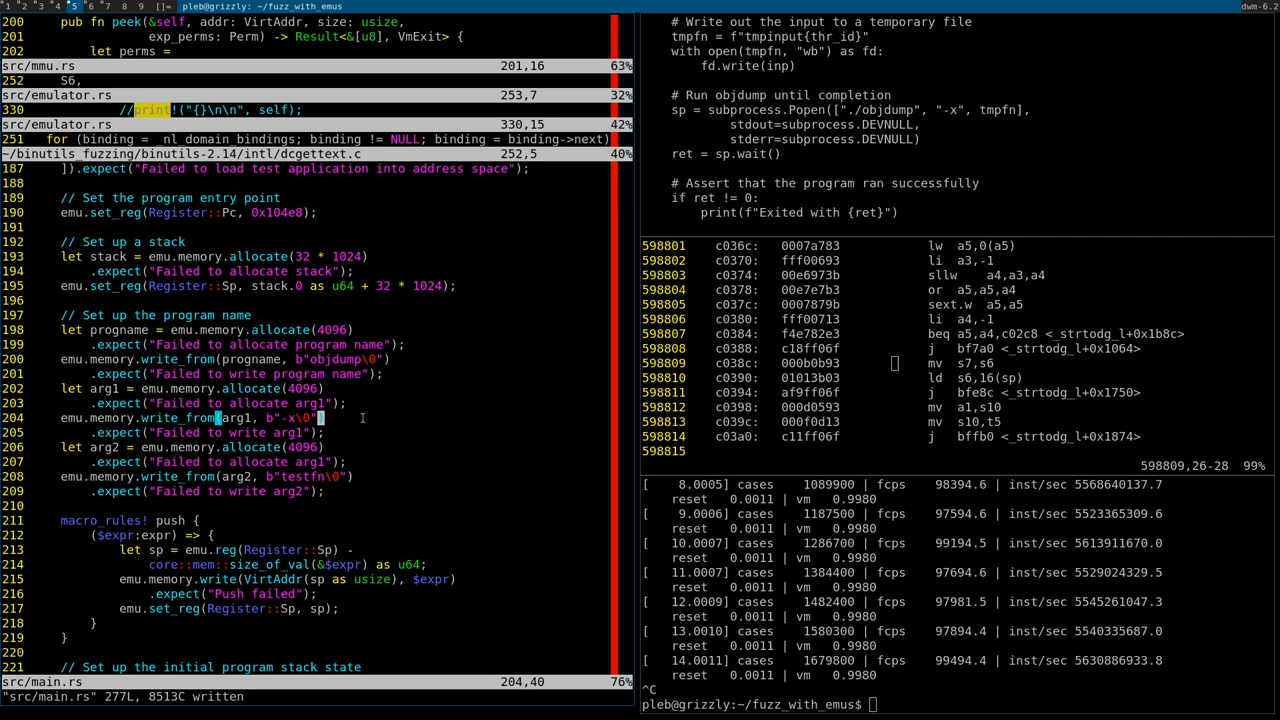 1 2 3 4 5 6 7 8 9 []= pleb@grizzly:~/fuzz_with_emus dwm-6.2
200     pub fn peek(&self, addr: VirtAddr, size: usize,
201                 exp_perms: Perm) -> Result<&[u8], VmExit> {
202         let perms =
src/mmu.rs 201,16 63%
252     S6,
src/emulator.rs 253,7 32%
330             //print!("{}\n\n", self);
src/emulator.rs 330,15 42%
251   for (binding = _nl_domain_bindings; binding != NULL; binding = binding->next)
~/binutils_fuzzing/binutils-2.14/intl/dcgettext.c 252,5 40%
187     ]).expect("Failed to load test application into address space");
188
189     // Set the program entry point
190     emu.set_reg(Register::Pc, 0x104e8);
191
192     // Set up a stack
193     let stack = emu.memory.allocate(32 * 1024)
194         .expect("Failed to allocate stack");
195     emu.set_reg(Register::Sp, stack.0 as u64 + 32 * 1024);
196
197     // Set up the program name
198     let progname = emu.memory.allocate(4096)
199         .expect("Failed to allocate program name");
200     emu.memory.write_from(progname, b"objdump\0")
201         .expect("Failed to write program name");
202     let arg1 = emu.memory.allocate(4096)
203         .expect("Failed to allocate arg1");
204     emu.memory.write_from(arg1, b"-x\0")
205         .expect("Failed to write arg1");
206     let arg2 = emu.memory.allocate(4096)
207         .expect("Failed to allocate arg1");
208     emu.memory.write_from(arg2, b"testfn\0")
209         .expect("Failed to write arg2");
210
211     macro_rules! push {
212         ($expr:expr) => {
213             let sp = emu.reg(Register::Sp) -
214                 core::mem::size_of_val(&$expr) as u64;
215             emu.memory.write(VirtAddr(sp as usize), $expr)
216                 .expect("Push failed");
217             emu.set_reg(Register::Sp, sp);
218         }
219     }
220
221     // Set up the initial program stack state
src/main.rs 204,40 76%
"src/main.rs" 277L, 8513C written
# Write out the input to a temporary file
tmpfn = f"tmpinput{thr_id}"
with open(tmpfn, "wb") as fd:
    fd.write(inp)

# Run objdump until completion
sp = subprocess.Popen(["./objdump", "-x", tmpfn],
        stdout=subprocess.DEVNULL,
        stderr=subprocess.DEVNULL)
ret = sp.wait()

# Assert that the program ran successfully
if ret != 0:
    print(f"Exited with {ret}")
598801    c036c:  0007a783            lw  a5,0(a5)
598802    c0370:  fff00693            li  a3,-1
598803    c0374:  00e6973b            sllw    a4,a3,a4
598804    c0378:  00e7e7b3            or  a5,a5,a4
598805    c037c:  0007879b            sext.w  a5,a5
598806    c0380:  fff00713            li  a4,-1
598807    c0384:  f4e782e3            beq a5,a4,c02c8 <_strtodg_l+0x1b8c>
598808    c0388:  c18ff06f            j   bf7a0 <_strtodg_l+0x1064>
598809    c038c:  000b0b93            mv  s7,s6
598810    c0390:  01013b03            ld  s6,16(sp)
598811    c0394:  af9ff06f            j   bfe8c <_strtodg_l+0x1750>
598812    c0398:  000d0593            mv  a1,s10
598813    c039c:  000f0d13            mv  s10,t5
598814    c03a0:  c11ff06f            j   bffb0 <_strtodg_l+0x1874>
598815
598809,26-28 99%
[    8.0005] cases    1089900 | fcps    98394.6 | inst/sec 5568640137.7
    reset   0.0011 | vm   0.9980
[    9.0006] cases    1187500 | fcps    97594.6 | inst/sec 5523365309.6
    reset   0.0011 | vm   0.9980
[   10.0007] cases    1286700 | fcps    99194.5 | inst/sec 5613911670.0
    reset   0.0011 | vm   0.9980
[   11.0007] cases    1384400 | fcps    97694.6 | inst/sec 5529024329.5
    reset   0.0011 | vm   0.9980
[   12.0009] cases    1482400 | fcps    97981.5 | inst/sec 5545261047.3
    reset   0.0011 | vm   0.9980
[   13.0010] cases    1580300 | fcps    97894.4 | inst/sec 5540335687.0
    reset   0.0011 | vm   0.9980
[   14.0011] cases    1679800 | fcps    99494.4 | inst/sec 5630886933.8
    reset   0.0011 | vm   0.9980
^C
pleb@grizzly:~/fuzz_with_emus$